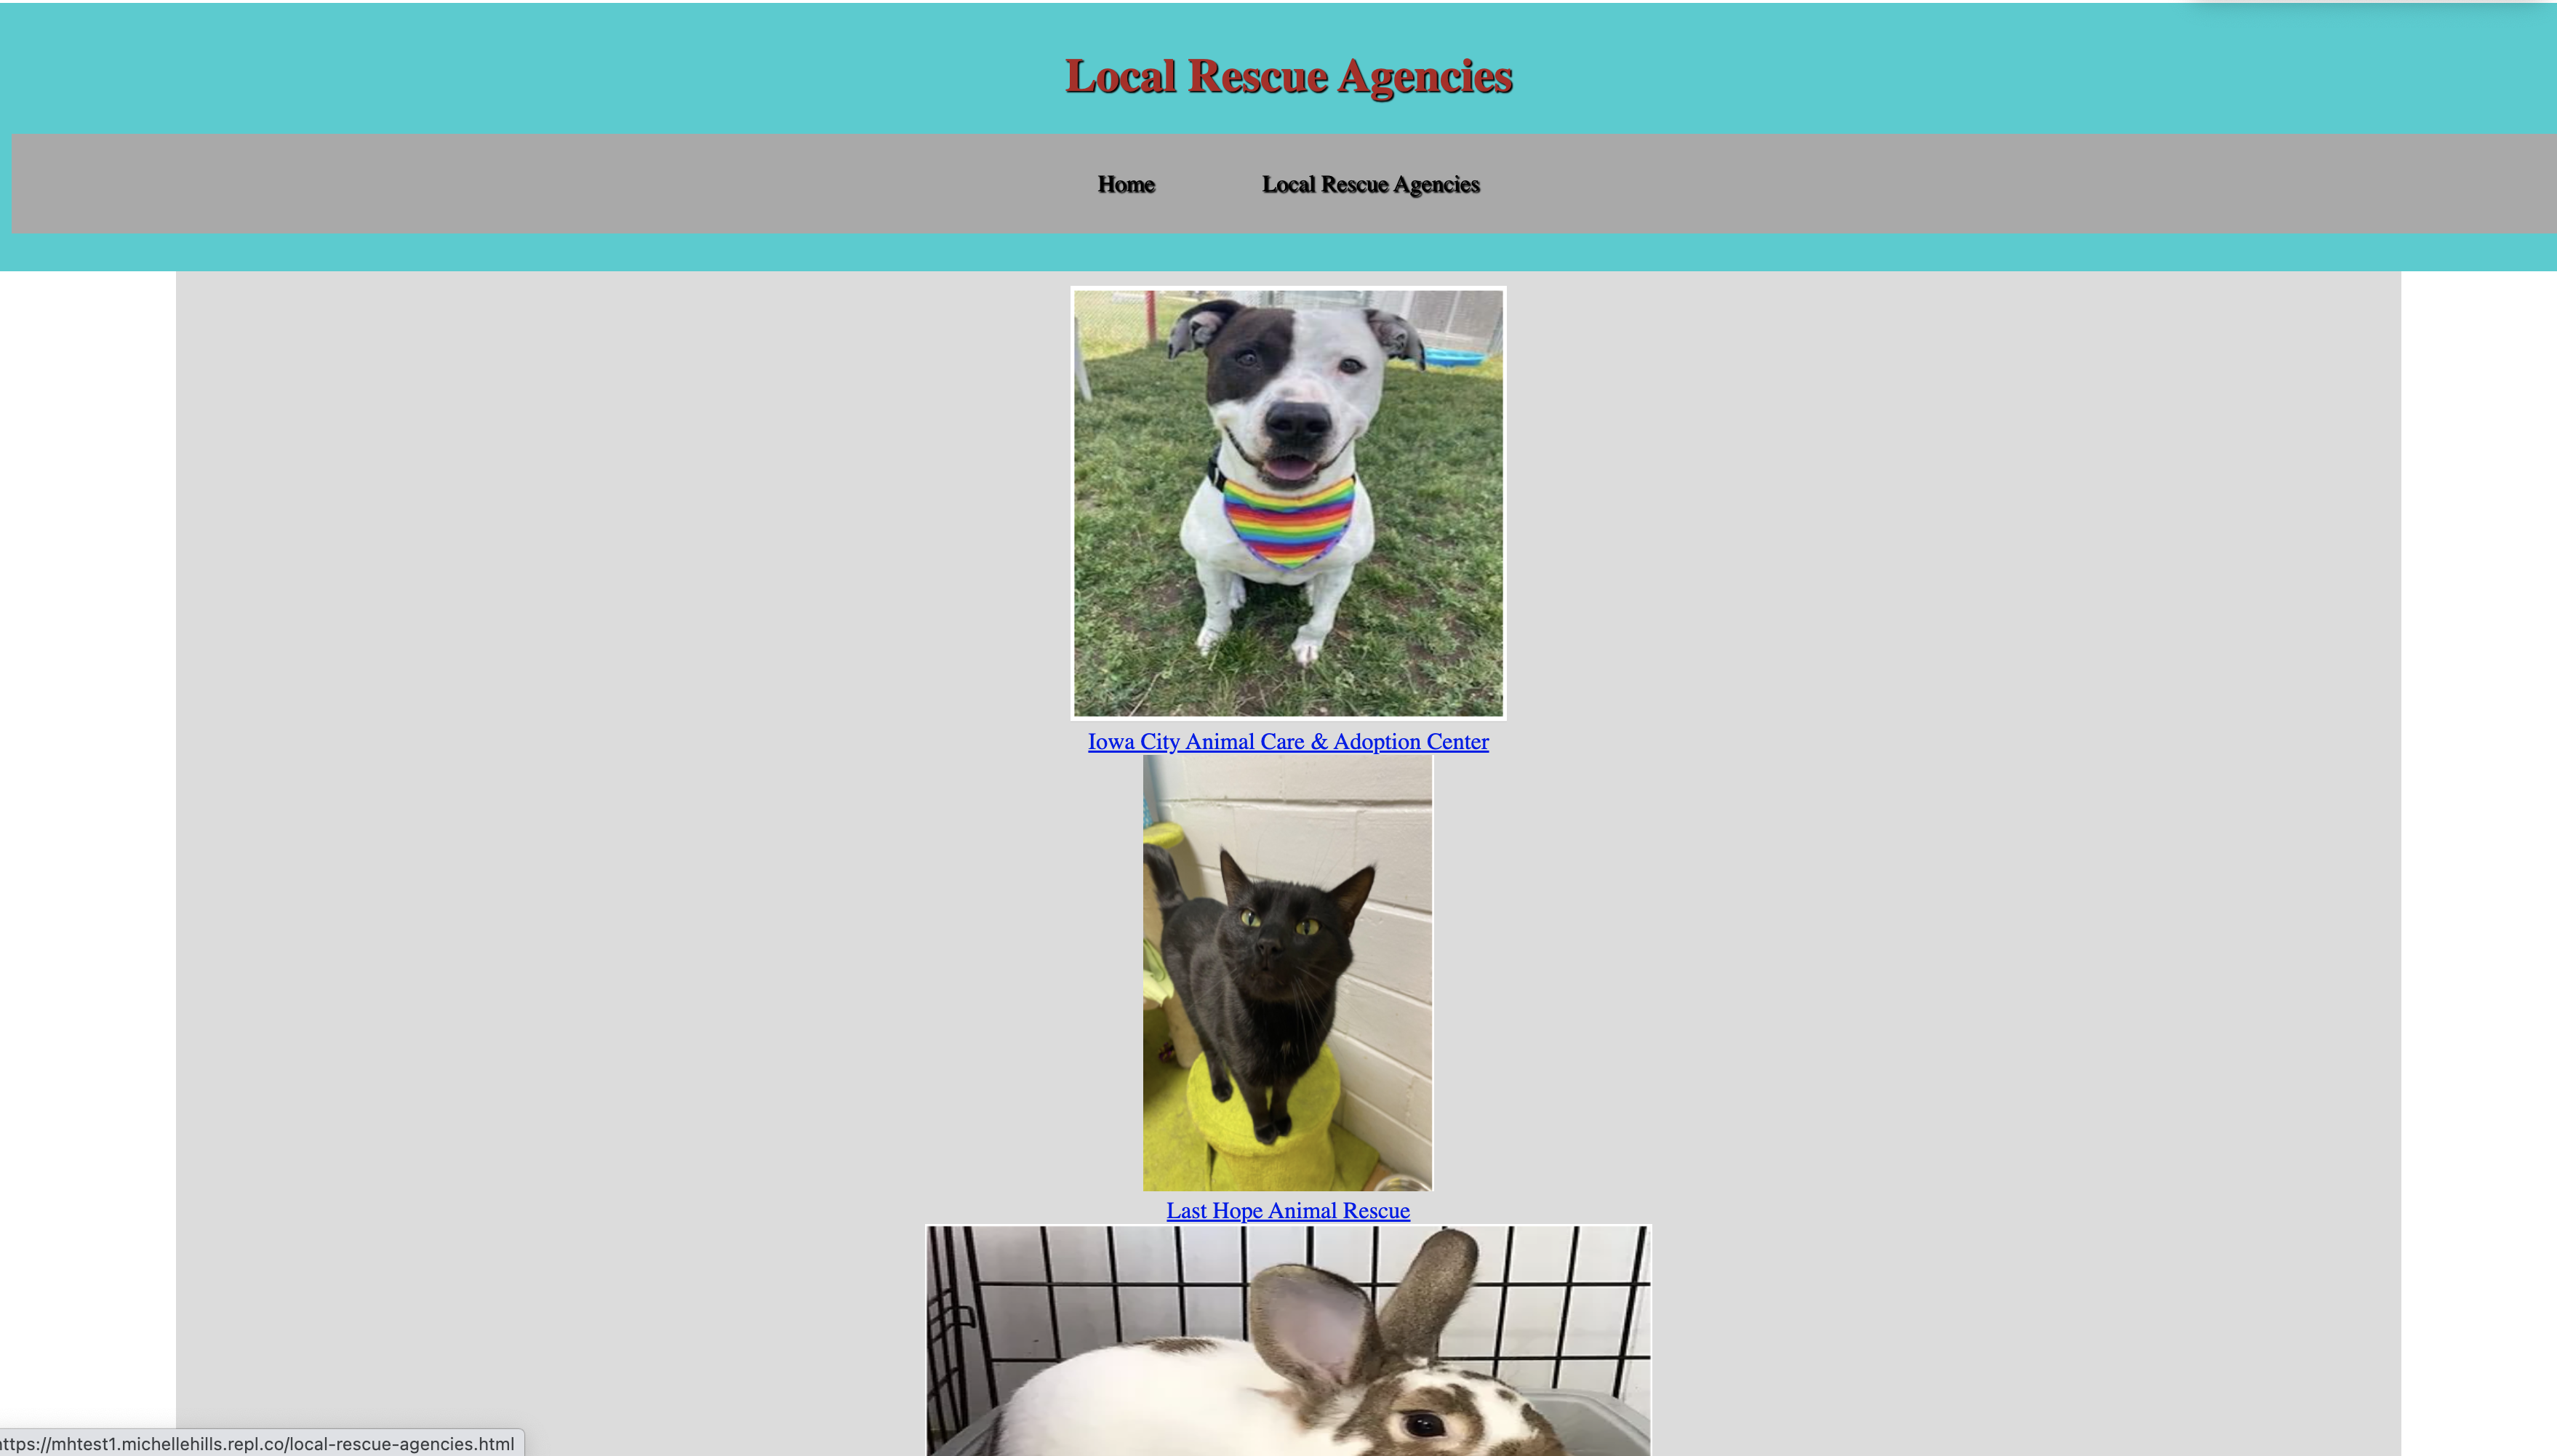 Local Rescue Agencies
Home Local Rescue Agencies
Iowa City Animal Care & Adoption Center
Last Hope Animal Rescue
ttps://mhtest1.michellehills.repl.co/local-rescue-agencies.html